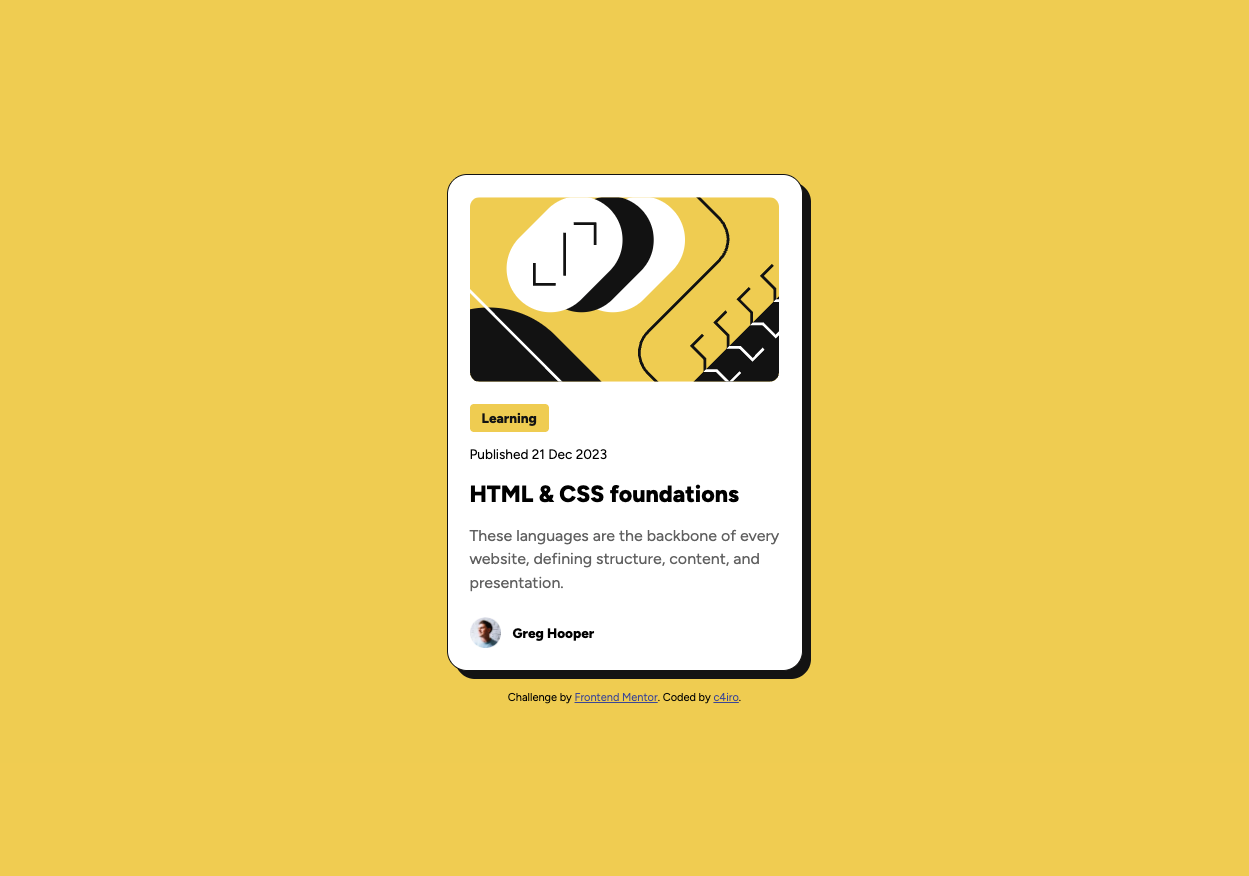 Learning
Published 21 Dec 2023
HTML & CSS foundations
These languages are the backbone of every
website, defining structure, content, and
presentation.
Greg Hooper
Challenge by Frontend Mentor. Coded by c4iro.